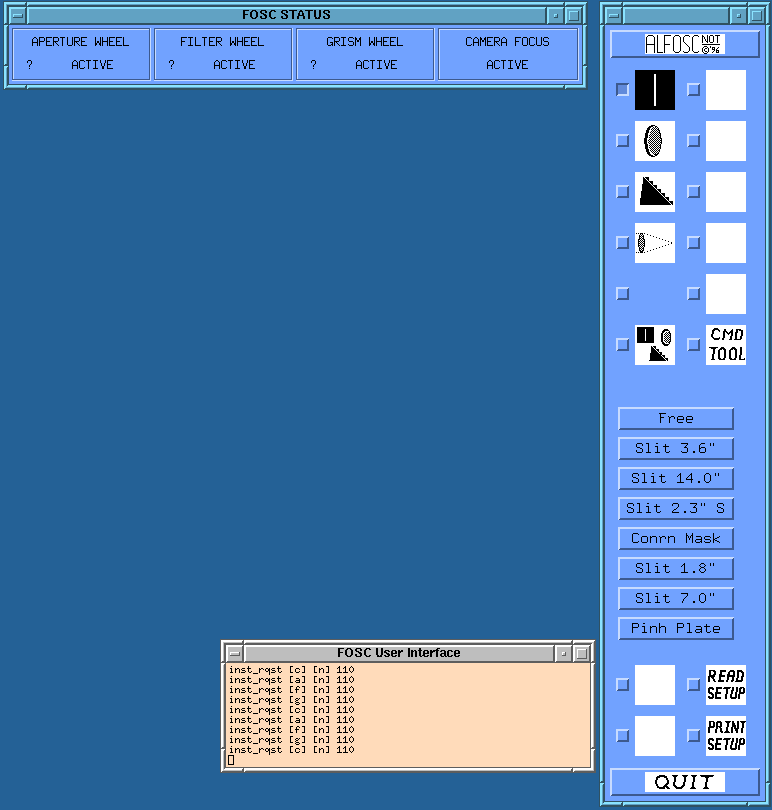 FOSC STATUS
APERTURE WHEEL
? ACTIVE
FILTER WHEEL
? ACTIVE
GRISM WHEEL
? ACTIVE
CAMERA FOCUS
ACTIVE
ALFOSC NOT
©'96
CMD
TOOL
Free
Slit 3.6"
Slit 14.0"
Slit 2.3" S
Conrn Mask
Slit 1.8"
Slit 7.0"
Pinh Plate
READ
SETUP
PRINT
SETUP
QUIT
FOSC User Interface
inst_rqst [c] [n] 110
inst_rqst [a] [n] 110
inst_rqst [f] [n] 110
inst_rqst [g] [n] 110
inst_rqst [c] [n] 110
inst_rqst [a] [n] 110
inst_rqst [f] [n] 110
inst_rqst [g] [n] 110
inst_rqst [c] [n] 110